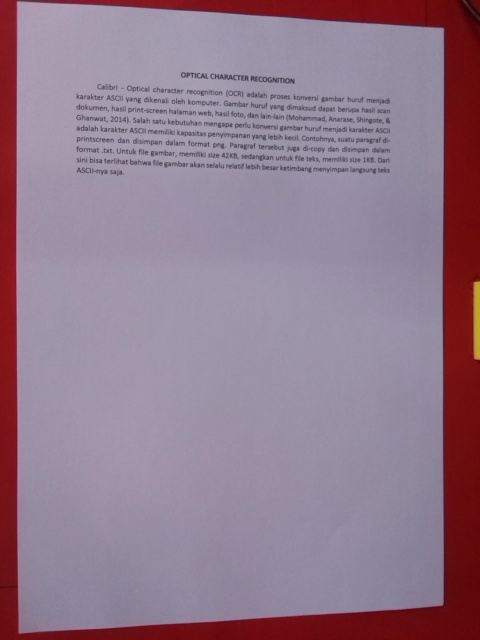 OPTICAL CHARACTER RECOGNITION
Calibri - Optical character recognition (OCR) adalah proses konversi gambar huruf menjadi
karakter ASCII yang dikenali oleh komputer. Gambar huruf yang dimaksud dapat berupa hasil scan
dokumen, hasil print-screen halaman web, hasil foto, dan lain-lain (Mohammad, Anarase, Shingote, &
Ghanwat, 2014). Salah satu kebutuhan mengapa perlu konversi gambar huruf menjadi karakter ASCII
adalah karakter ASCII memiliki kapasitas penyimpanan yang lebih kecil. Contohnya, suatu paragraf di-
printscreen dan disimpan dalam format png. Paragraf tersebut juga di-copy dan disimpan dalam
format .txt. Untuk file gambar, memiliki size 42KB, sedangkan untuk file teks, memiliki size 1KB. Dari
sini bisa terlihat bahwa file gambar akan selalu relatif lebih besar ketimbang menyimpan langsung teks
ASCII-nya saja.